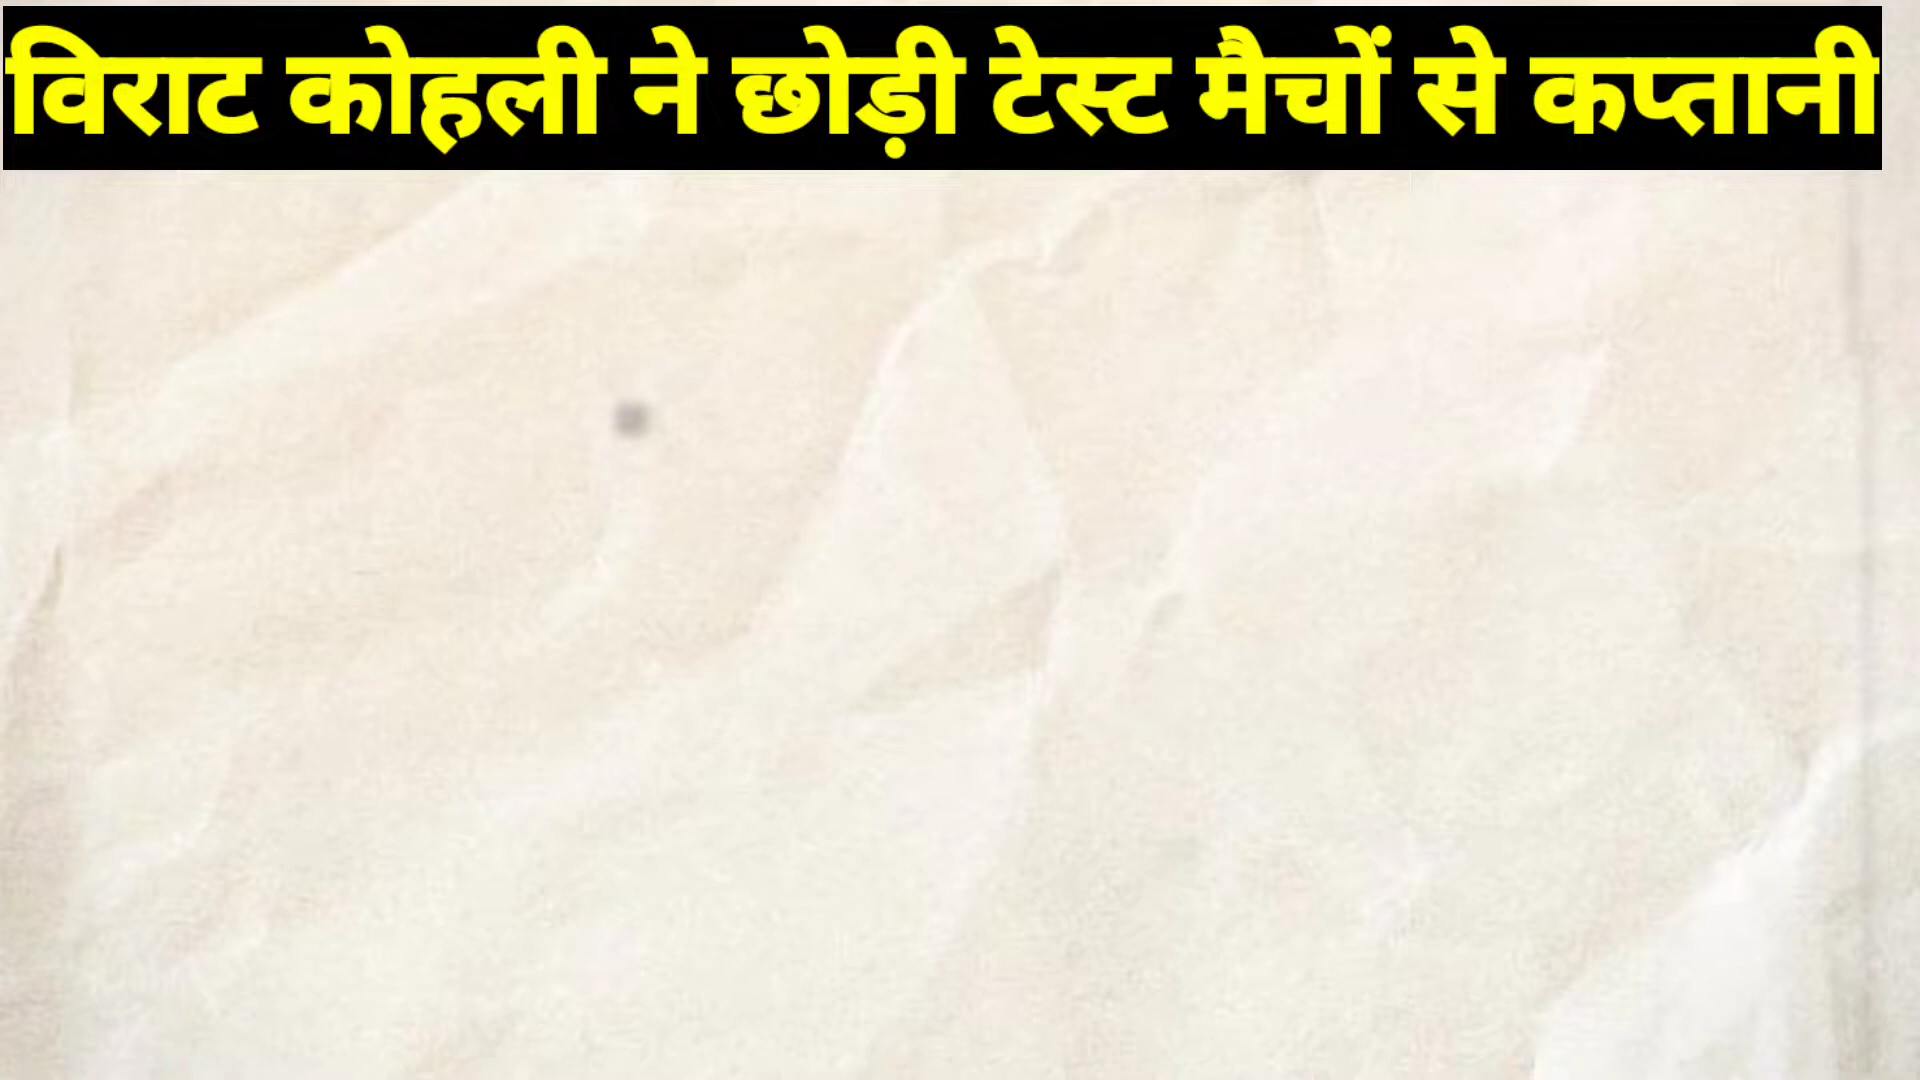 विराट कोहली ने छोड़ी टेस्ट मैचों से कप्तानी